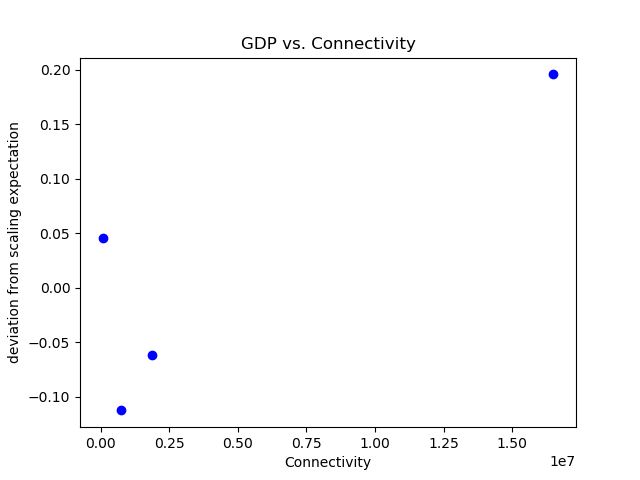 GDP vs. Connectivity
deviation from scaling expectation
0.20
0.15
0.10
0.05
0.00
−0.05
−0.10
0.00 0.25 0.50 0.75 1.00 1.25 1.50
1e7
Connectivity